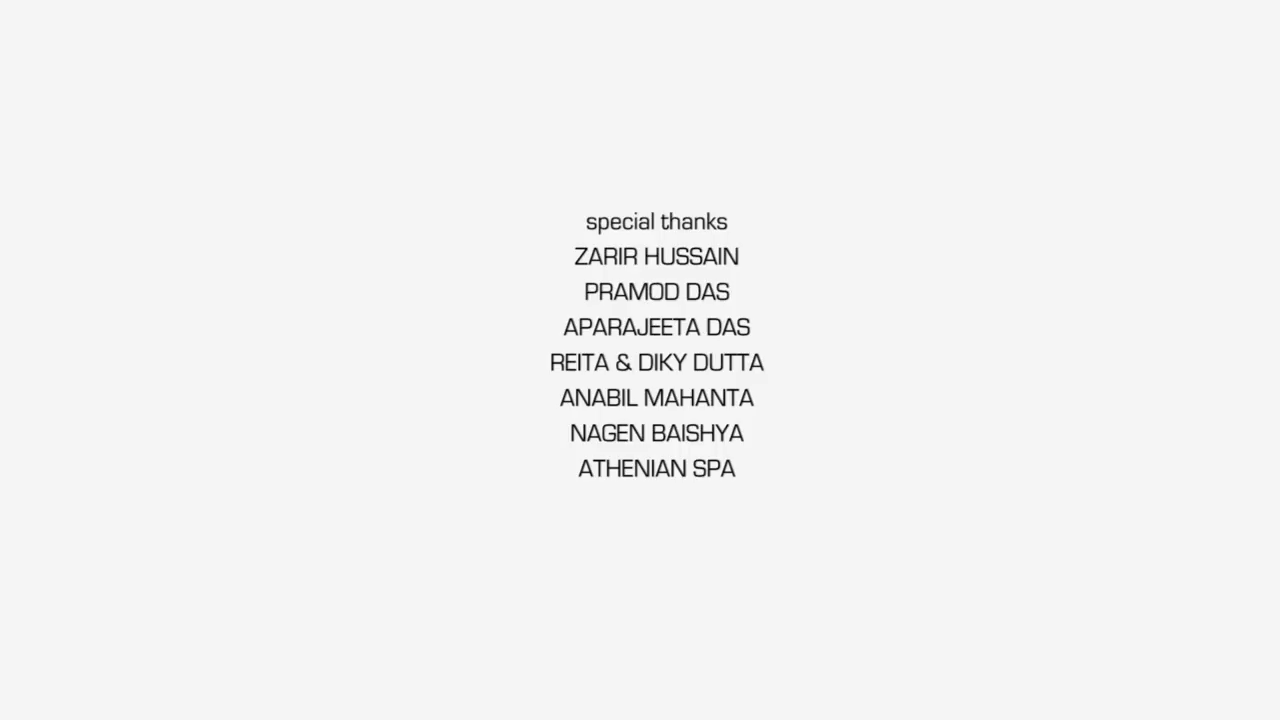 special thanks
ZARIR HUSSAIN
PRAMOD DAS
APARAJEETA DAS
REITA & DIKY DUTTA
ANABIL MAHANTA
NAGEN BAISHYA
ATHENIAN SPA